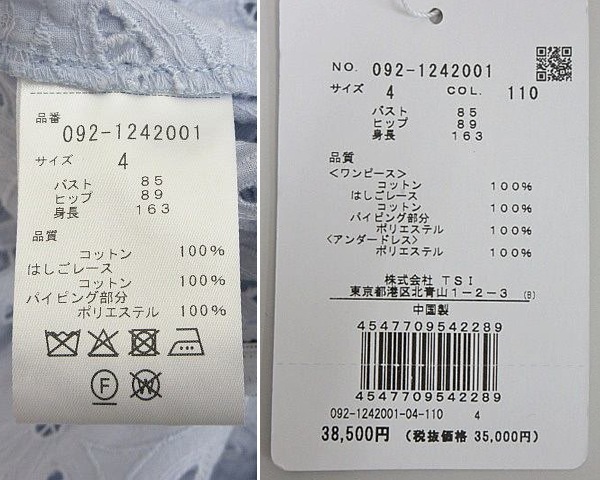 品番
092-1242001
サイズ 4
バスト 85
ヒップ 89
身長 163
品質
コットン 100%
はしごレース
コットン 100%
パイピング部分
ポリエステル 100%
F
W
NO. 092-1242001
サイズ 4 COL. 110
バスト 85
ヒップ 89
身長 163
品質
<ワンピース>
コットン 100%
はしごレース
コットン 100%
パイピング部分
ポリエステル 100%
<アンダードレス>
ポリエステル 100%
株式会社 TSI
東京都港区北青山1-2-3 (B)
中国製
4547709542289
4547709542289
092-1242001-04-110 4
38,500円 (税抜価格 35,000円)